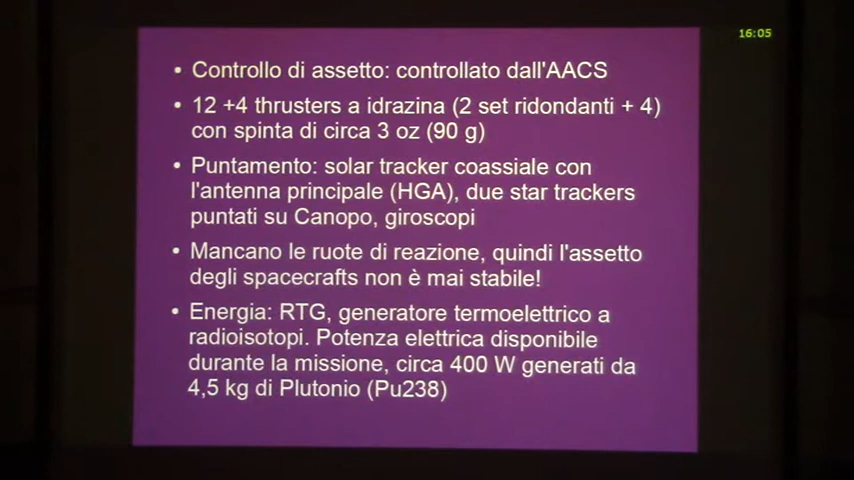 16:05
• Controllo di assetto: controllato dall'AACS
• 12 +4 thrusters a idrazina (2 set ridondanti + 4)
con spinta di circa 3 oz (90 g)
• Puntamento: solar tracker coassiale con
l'antenna principale (HGA), due star trackers
puntati su Canopo, giroscopi
• Mancano le ruote di reazione, quindi l'assetto
degli spacecrafts non è mai stabile!
• Energia: RTG, generatore termoelettrico a
radioisotopi. Potenza elettrica disponibile
durante la missione, circa 400 W generati da
4,5 kg di Plutonio (Pu238)